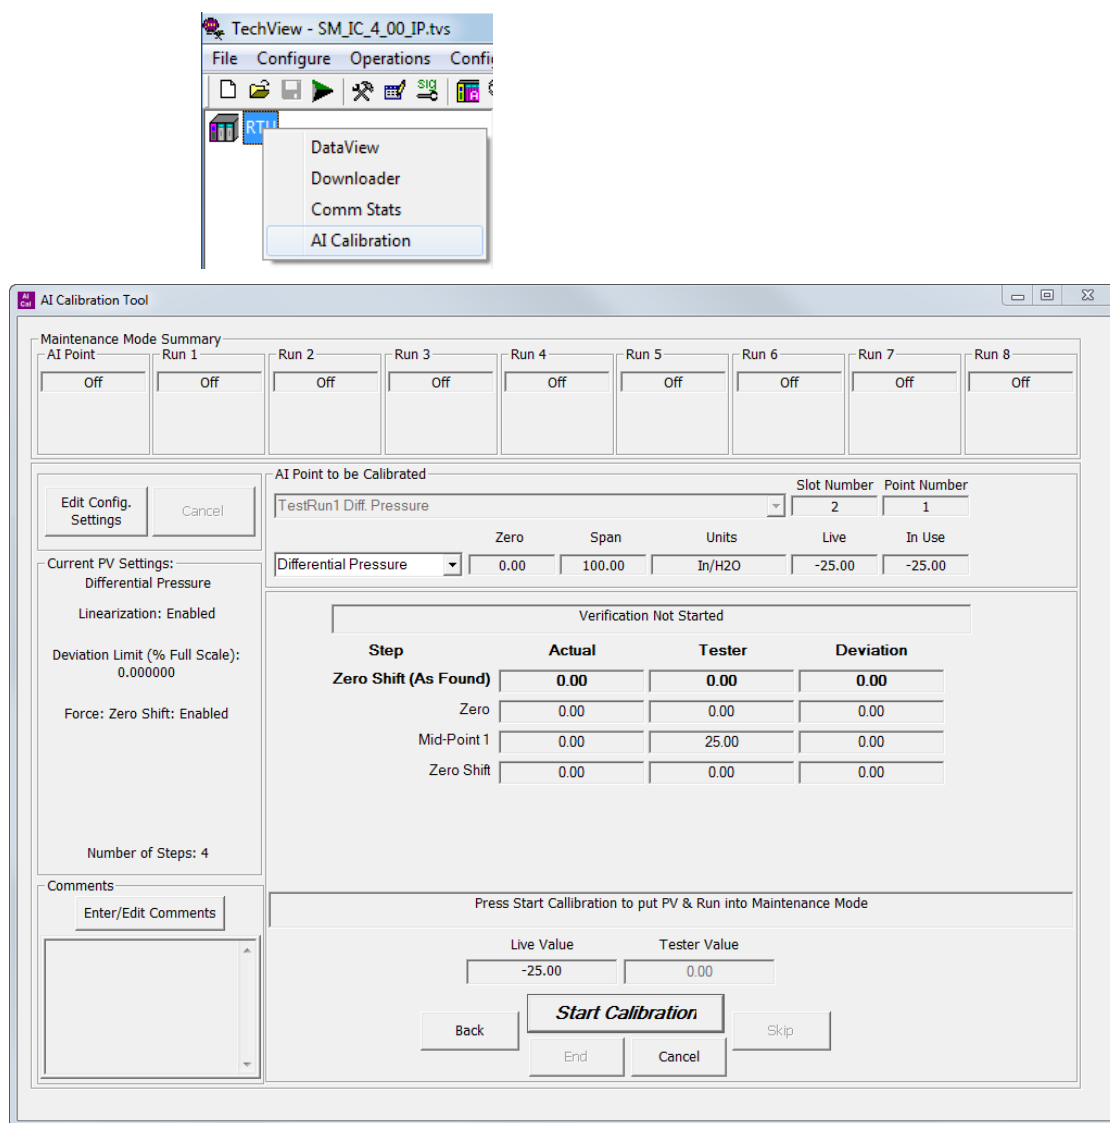 TechView - SM_IC_4_00_IP.tvs
File Configure Operations Confi
SIG
A
RTU
DataView
Downloader
Comm Stats
AI Calibration
AI Cal AI Calibration Tool
Maintenance Mode Summary
AI Point Run 1 Run 2 Run 3 Run 4 Run 5 Run 6 Run 7 Run 8
Off Off Off Off Off Off Off Off Off
AI Point to be Calibrated
Slot Number Point Number
Edit Config. Settings Cancel TestRun1 Diff. Pressure 2 1
Zero Span Units Live In Use
Differential Pressure 0.00 100.00 In/H2O -25.00 -25.00
Current PV Settings:
Differential Pressure
Linearization: Enabled
Deviation Limit (% Full Scale):
0.000000
Force: Zero Shift: Enabled
Number of Steps: 4
Verification Not Started
Step Actual Tester Deviation
Zero Shift (As Found) 0.00 0.00 0.00
Zero 0.00 0.00 0.00
Mid-Point 1 0.00 25.00 0.00
Zero Shift 0.00 0.00 0.00
Comments
Enter/Edit Comments
Press Start Callibration to put PV & Run into Maintenance Mode
Live Value Tester Value
-25.00 0.00
Back Start Calibration Skip
End Cancel